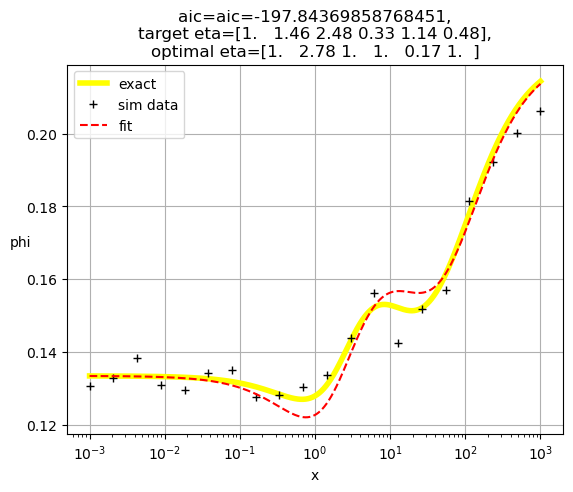 aic=aic=-197.84369858768451,
target eta=[1.   1.46 2.48 0.33 1.14 0.48],
optimal eta=[1.   2.78 1.   1.   0.17 1.  ]
exact
sim data
fit
0.20
0.18
phi
0.16
0.14
0.12
10⁻³ 10⁻² 10⁻¹ 10⁰ 10¹ 10² 10³
x